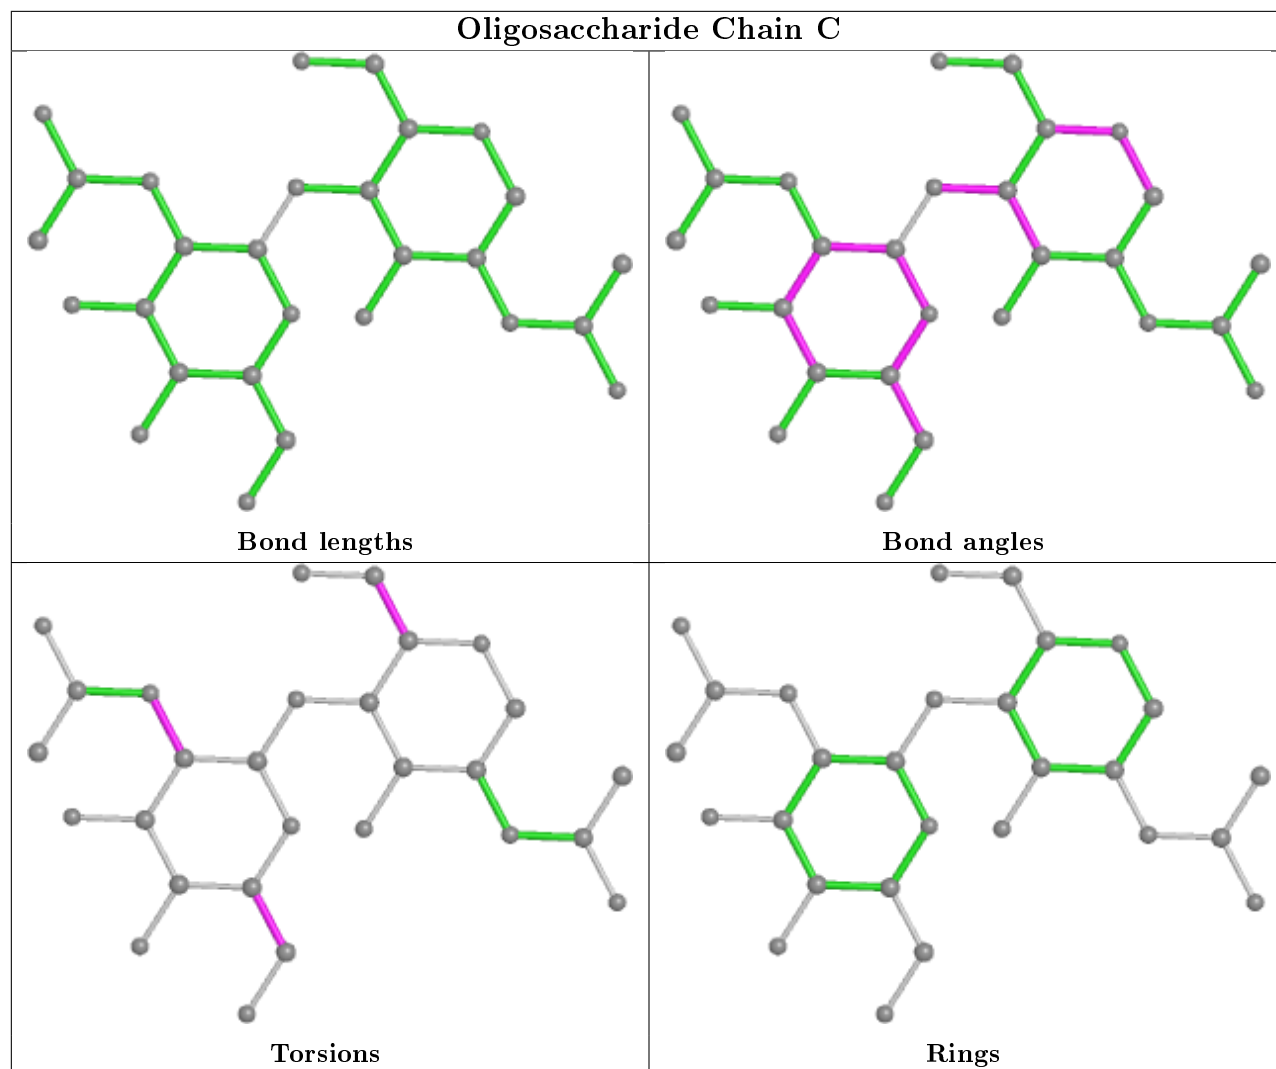 Oligosaccharide Chain C
Bond lengths
Bond angles
Torsions
Rings